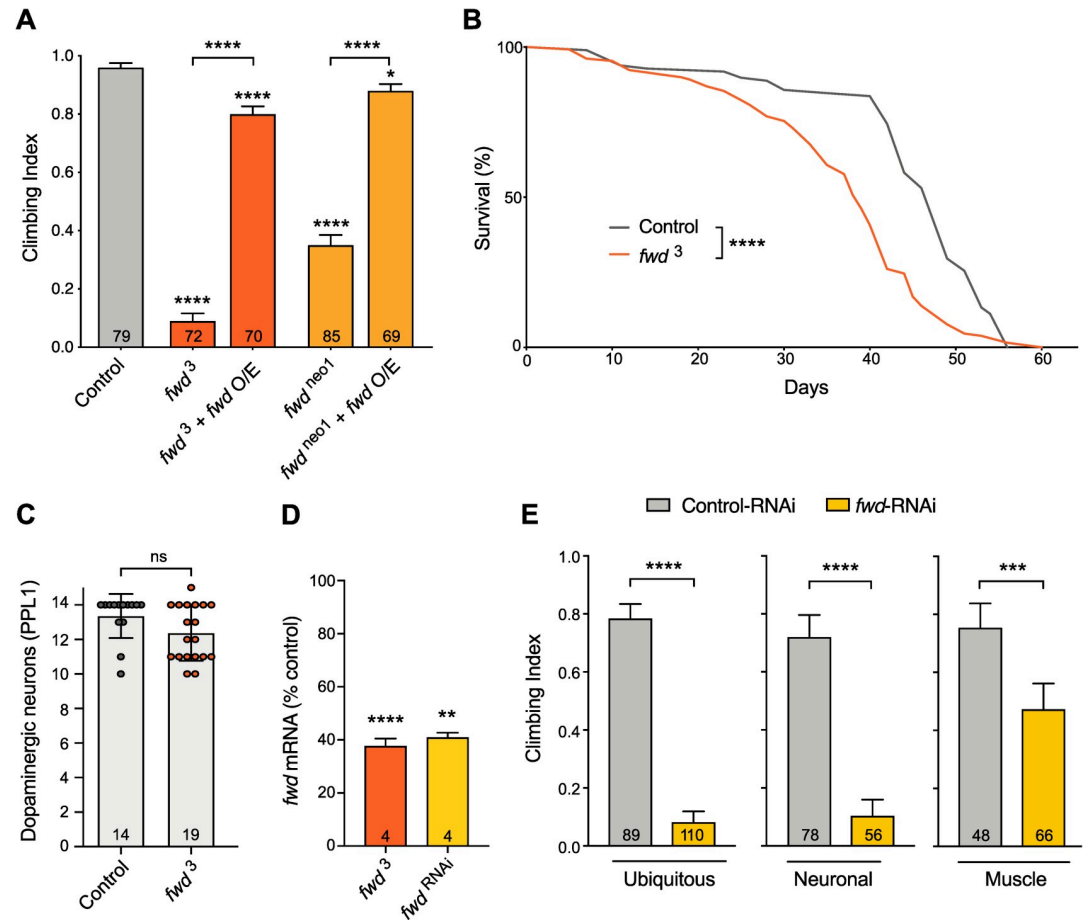 A
Climbing Index
1.0
0.8
0.6
0.4
0.2
0.0
****
****
****
****
****
*
79
72
70
85
69
Control
fwd 3
fwd 3 + fwd O/E
fwd neo1
fwd neo1 + fwd O/E
B
Survival (%)
100
50
0
Control
fwd 3
****
0
10
20
30
40
50
60
Days
C
Dopaminergic neurons (PPL1)
ns
14
12
10
8
6
4
2
0
14
19
Control
fwd 3
D
fwd mRNA (% control)
100
80
60
40
20
0
****
**
4
4
fwd 3
fwd RNAi
E
Control-RNAi
fwd-RNAi
Climbing Index
1.0
0.8
0.6
0.4
0.2
0.0
****
****
***
89
110
78
56
48
66
Ubiquitous
Neuronal
Muscle